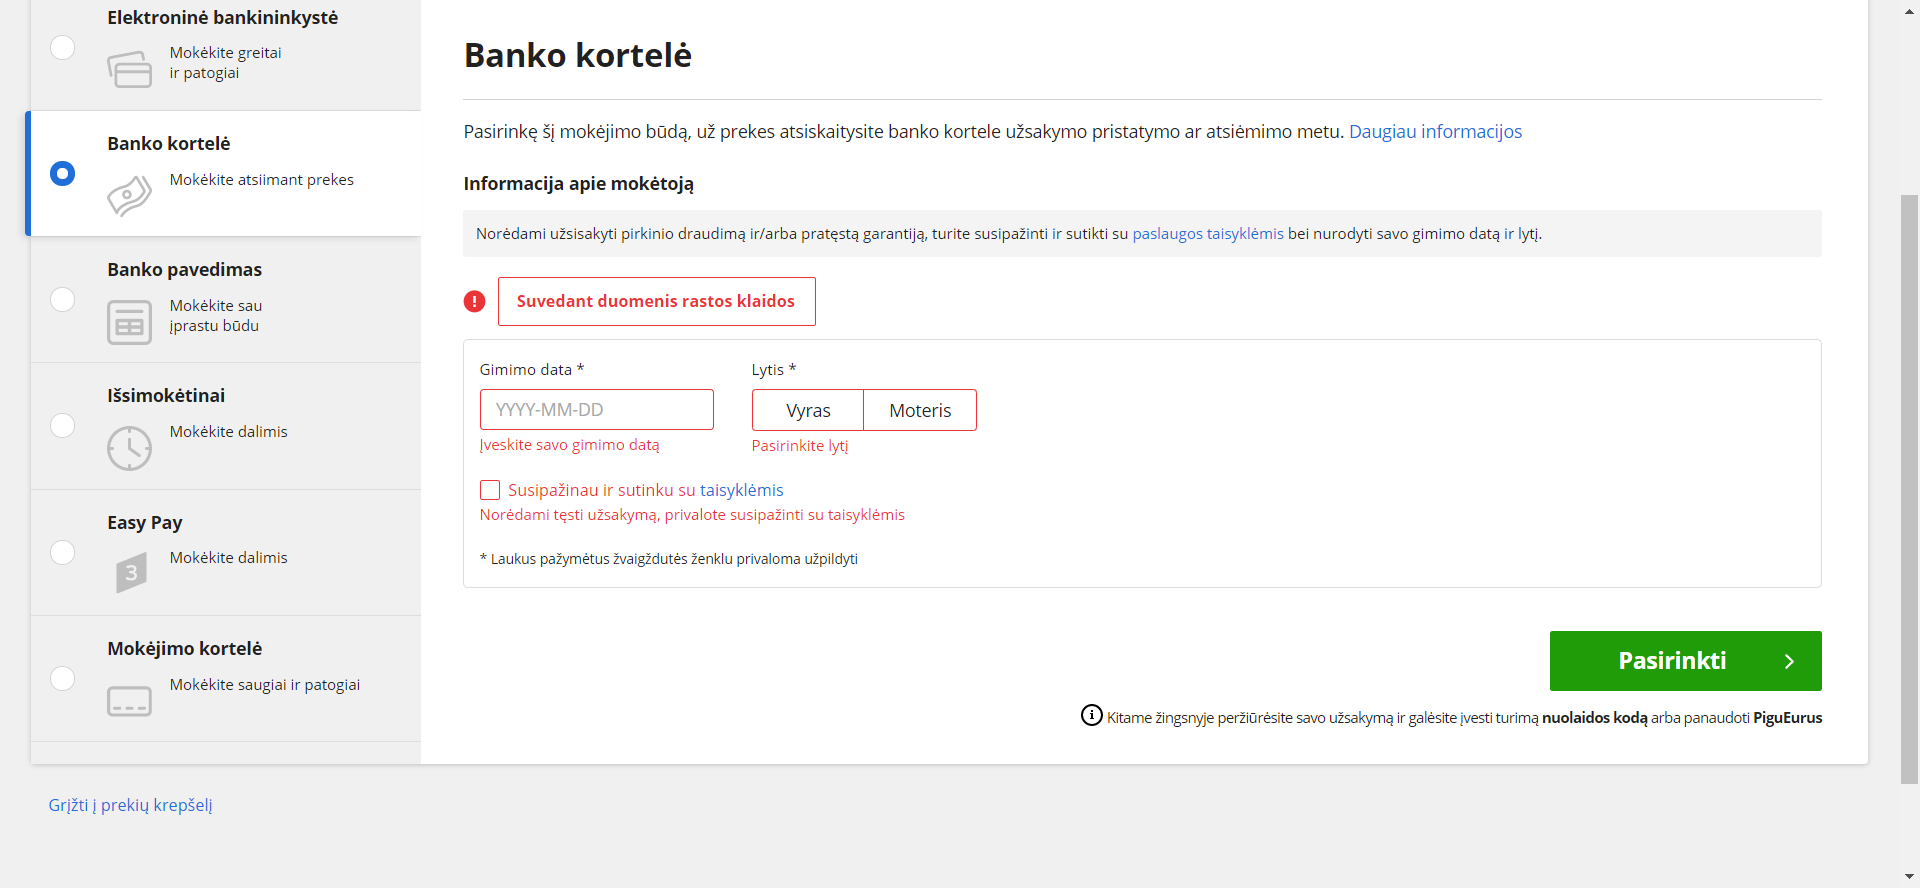 Elektroninė bankininkystė
Mokėkite greitai
ir patogiai
Banko kortelė
Mokėkite atsiimant prekes
Banko pavedimas
Mokėkite sau
įprastu būdu
Išsimokėtinai
Mokėkite dalimis
Easy Pay
3
Mokėkite dalimis
Mokėjimo kortelė
Mokėkite saugiai ir patogiai
Grįžti į prekių krepšelį
Banko kortelė
Pasirinkę šį mokėjimo būdą, už prekes atsiskaitysite banko kortele užsakymo pristatymo ar atsiėmimo metu. Daugiau informacijos
Informacija apie mokėtoją
Norėdami užsisakyti pirkinio draudimą ir/arba pratęstą garantiją, turite susipažinti ir sutikti su paslaugos taisyklėmis bei nurodyti savo gimimo datą ir lytį.
! Suvedant duomenis rastos klaidos
Gimimo data * Lytis *
YYYY-MM-DD Vyras Moteris
Įveskite savo gimimo datą Pasirinkite lytį
Susipažinau ir sutinku su taisyklėmis
Norėdami tęsti užsakymą, privalote susipažinti su taisyklėmis
* Laukus pažymėtus žvaigždutės ženklu privaloma užpildyti
Pasirinkti
i Kitame žingsnyje peržiūrėsite savo užsakymą ir galėsite įvesti turimą nuolaidos kodą arba panaudoti PiguEurus